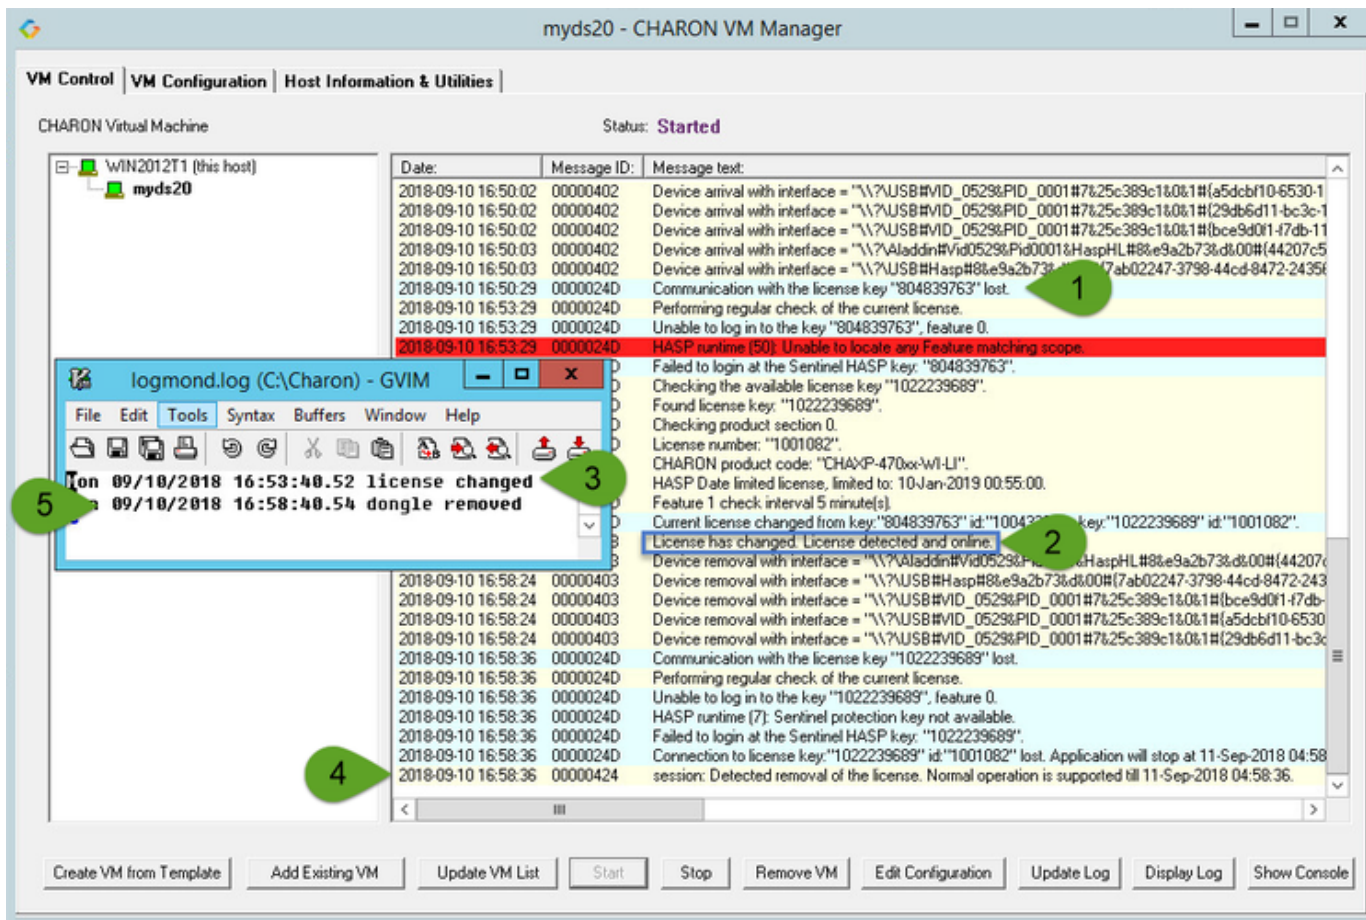 myds20 - CHARON VM Manager
VM Control
VM Configuration
Host Information & Utilities
CHARON Virtual Machine
Status: Started
WIN2012T1 (this host)
myds20
Date: Message ID: Message text:
2018-09-10 16:50:02 00000402 Device arrival with interface = "\\?\USB#VID_0529&PID_0001#7&25c389c1&0&1#{a5dcbf10-6530-1
2018-09-10 16:50:02 00000402 Device arrival with interface = "\\?\USB#VID_0529&PID_0001#7&25c389c1&0&1#{29db6d11-bc3c-1
2018-09-10 16:50:02 00000402 Device arrival with interface = "\\?\USB#VID_0529&PID_0001#7&25c389c1&0&1#{bce9d0f1-f7db-11
2018-09-10 16:50:03 00000402 Device arrival with interface = "\\?\Aladdin#Vid0529&Pid0001&HaspHL#8&e9a2b73&d&00#{44207c5
2018-09-10 16:50:03 00000402 Device arrival with interface = "\\?\USB#Hasp#8&e9a2b73& 7ab02247-3798-44cd-8472-24356
2018-09-10 16:50:29 0000024D Communication with the license key "804839763" lost.
1
2018-09-10 16:53:29 0000024D Performing regular check of the current license.
2018-09-10 16:53:29 0000024D Unable to log in to the key "804839763", feature 0.
2018-09-10 16:53:29 0000024D HASP runtime (50): Unable to locate any Feature matching scope.
D Failed to login at the Sentinel HASP key: "804839763".
D Checking the available license key "1022239689".
D Found license key: "1022239689".
D Checking product section 0.
D License number: "1001082".
D CHARON product code: "CHAXP-470xx-WI-LI".
D HASP Date limited license, limited to: 10-Jan-2019 00:55:00.
D Feature 1 check interval 5 minute(s).
D Current license changed from key:"804839763" id:"10043 key:"1022239689" id:"1001082".
B License has changed. License detected and online.
2
3 Device removal with interface = "\\?\Aladdin#Vid0529& HaspHL#8&e9a2b73&d&00#{44207c
2018-09-10 16:58:24 00000403 Device removal with interface = "\\?\USB#Hasp#8&e9a2b73&d&00#{7ab02247-3798-44cd-8472-243
2018-09-10 16:58:24 00000403 Device removal with interface = "\\?\USB#VID_0529&PID_0001#7&25c389c1&0&1#{bce9d0f1-f7db-
2018-09-10 16:58:24 00000403 Device removal with interface = "\\?\USB#VID_0529&PID_0001#7&25c389c1&0&1#{a5dcbf10-6530
2018-09-10 16:58:24 00000403 Device removal with interface = "\\?\USB#VID_0529&PID_0001#7&25c389c1&0&1#{29db6d11-bc3c
2018-09-10 16:58:36 0000024D Communication with the license key "1022239689" lost.
2018-09-10 16:58:36 0000024D Performing regular check of the current license.
2018-09-10 16:58:36 0000024D Unable to log in to the key "1022239689", feature 0.
2018-09-10 16:58:36 0000024D HASP runtime (7): Sentinel protection key not available.
2018-09-10 16:58:36 0000024D Failed to login at the Sentinel HASP key: "1022239689".
2018-09-10 16:58:36 0000024D Connection to license key:"1022239689" id:"1001082" lost. Application will stop at 11-Sep-2018 04:58
4
2018-09-10 16:58:36 00000424 session: Detected removal of the license. Normal operation is supported till 11-Sep-2018 04:58:36.
logmond.log (C:\Charon) - GVIM
File Edit Tools Syntax Buffers Window Help
on 09/10/2018 16:53:40.52 license changed
3
5
09/10/2018 16:58:40.54 dongle removed
Create VM from Template
Add Existing VM
Update VM List
Start
Stop
Remove VM
Edit Configuration
Update Log
Display Log
Show Console